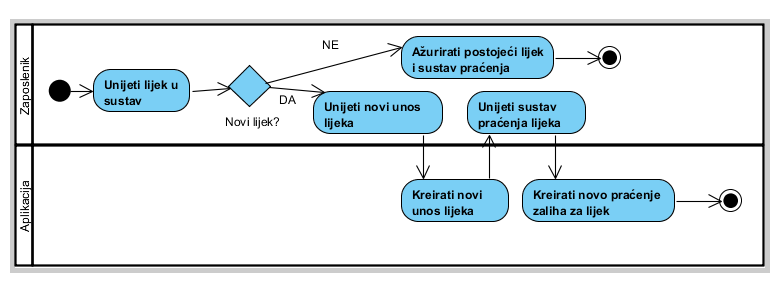 Zaposlenik
Unijeti lijek u
sustav
Novi lijek?
NE
DA
Ažurirati postojeći lijek
i sustav praćenja
Unijeti novi unos
lijeka
Unijeti sustav
praćenja lijeka
Aplikacija
Kreirati novi
unos lijeka
Kreirati novo praćenje
zaliha za lijek